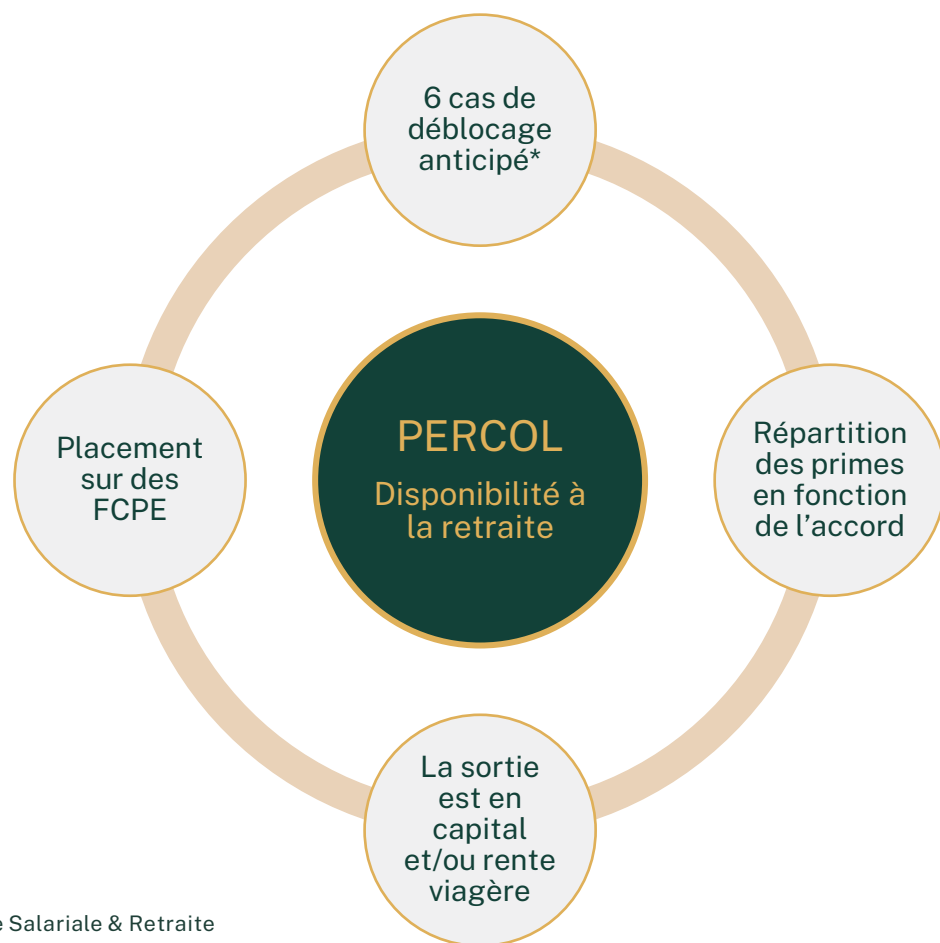 6 cas de
déblocage
anticipé*
Placement
sur des
FCPE
PERCOL
Disponibilité à
la retraite
Répartition
des primes
en fonction
de l’accord
La sortie
est en
capital
et/ou rente
viagère
Salariale & Retraite